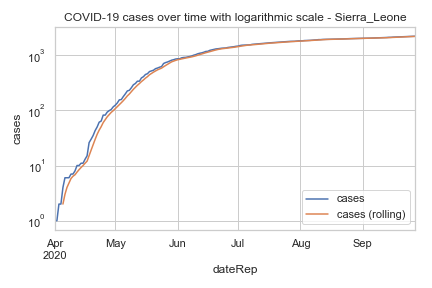 COVID-19 cases over time with logarithmic scale - Sierra_Leone
cases
10³
10²
10¹
10⁰
cases
cases (rolling)
Apr May Jun Jul Aug Sep
2020
dateRep